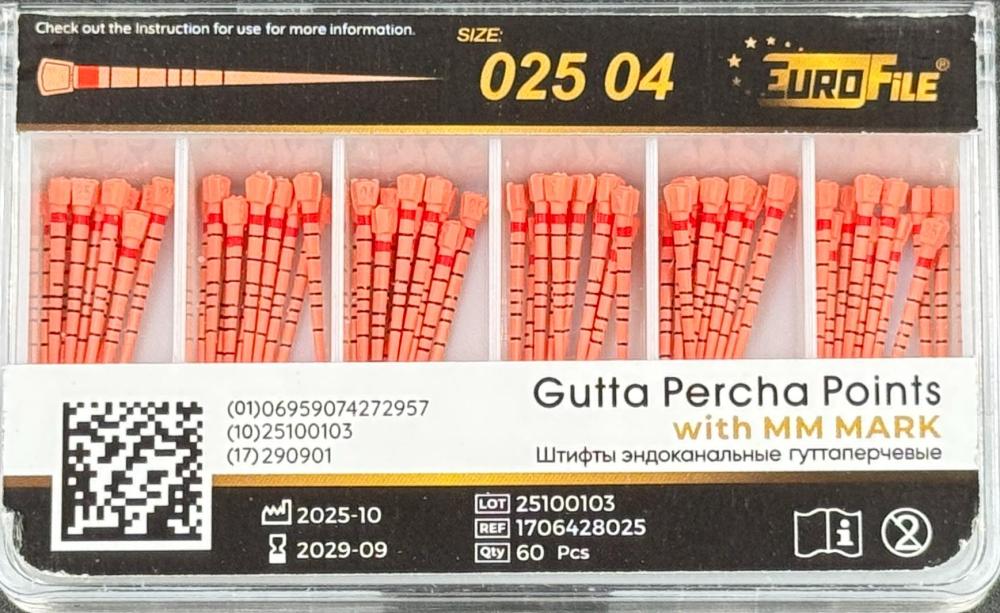 Check out the Instruction for use for more information.
SIZE:
025 04
EUROFILE®
Gutta Percha Points
with MM MARK
Штифты эндоканальные гуттаперчевые
(01)06959074272957
(10)25100103
(17)290901
2025-10
2029-09
LOT 25100103
REF 1706428025
Qty 60 Pcs